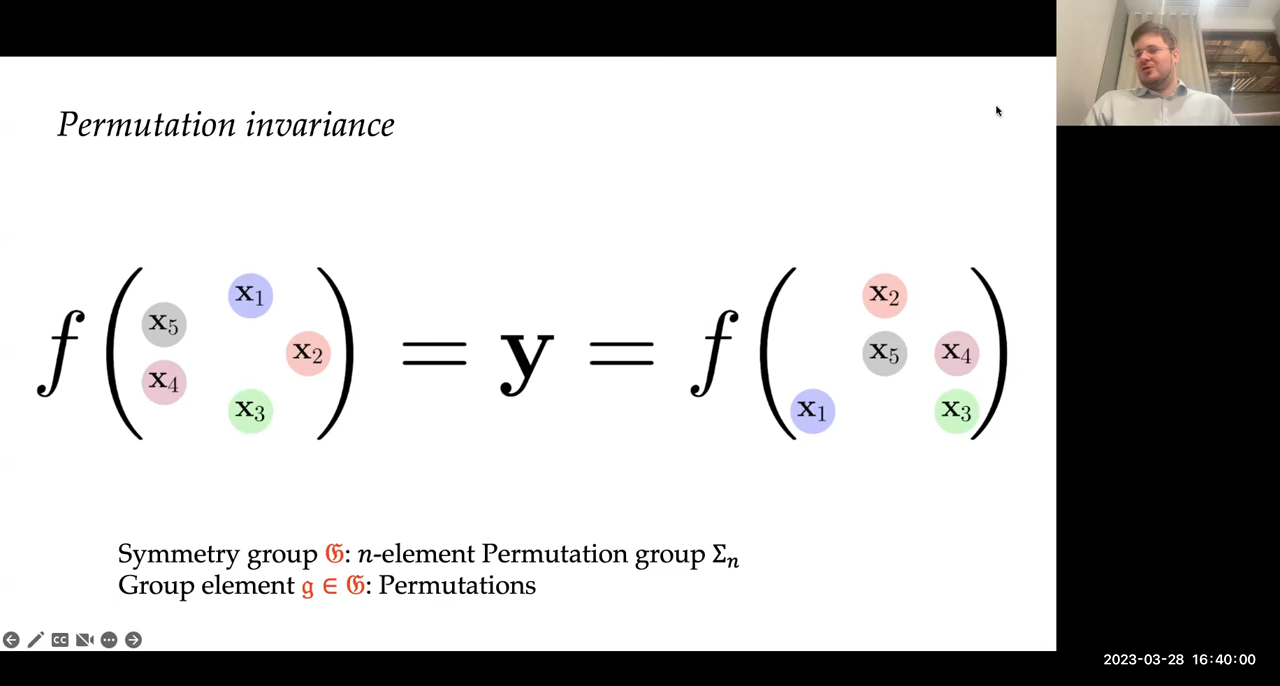 Permutation invariance
f ( x₅ x₁ x₂ x₄ x₃ ) = y = f ( x₂ x₅ x₄ x₁ x₃ )
Symmetry group 𝔊: n-element Permutation group Σₙ
Group element 𝔤 ∈ 𝔊: Permutations
CC
2023-03-28 16:40:00